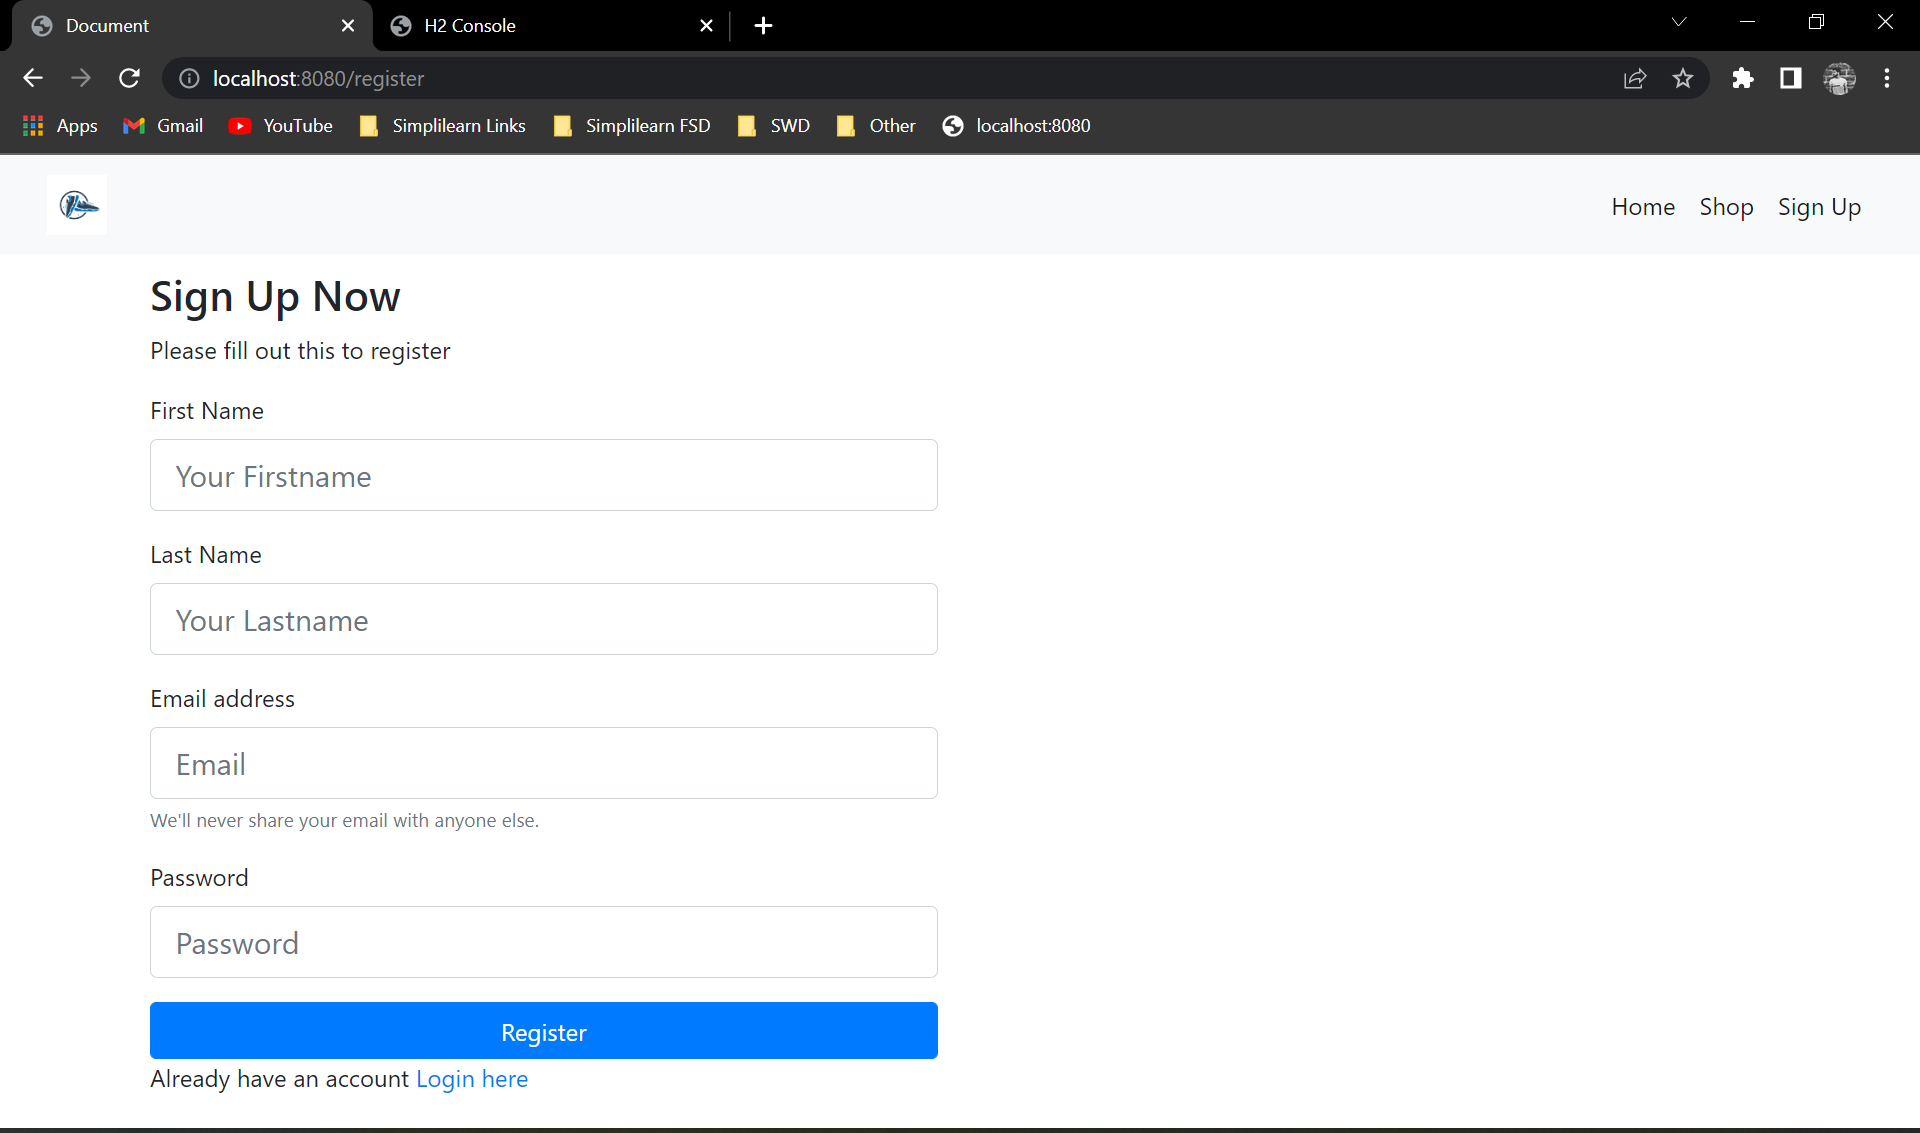 Document
H2 Console
localhost:8080/register
Apps
Gmail
YouTube
Simplilearn Links
Simplilearn FSD
SWD
Other
localhost:8080
Home
Shop
Sign Up
Sign Up Now
Please fill out this to register
First Name
Your Firstname
Last Name
Your Lastname
Email address
Email
We'll never share your email with anyone else.
Password
Password
Register
Already have an account Login here